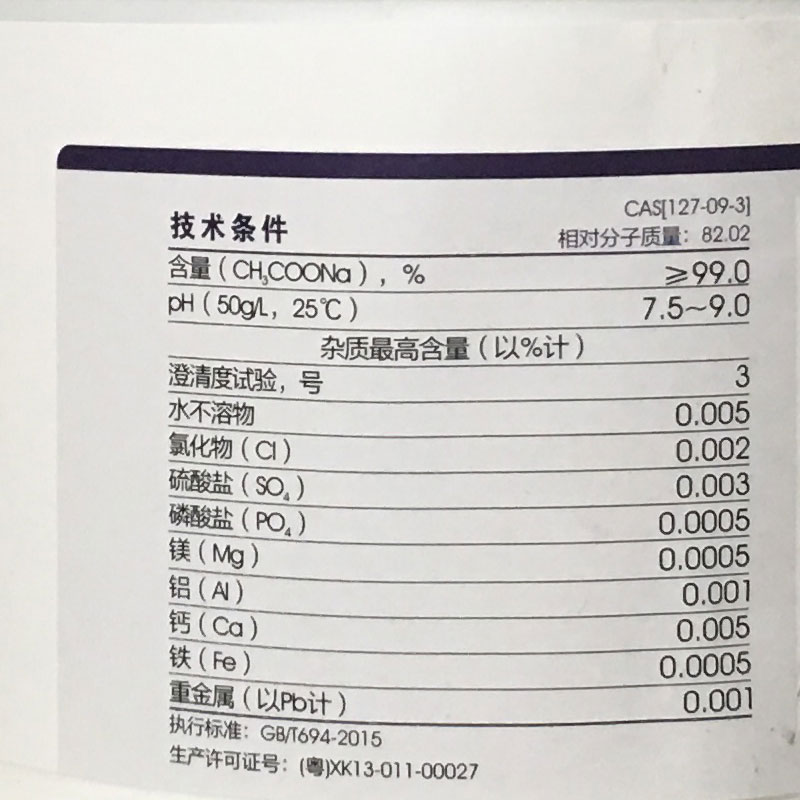 CAS[127-09-3]
技术条件 相对分子质量：82.02
含量（CH₃COONa），% ≥99.0
pH（50g/L，25℃） 7.5~9.0
杂质最高含量（以%计）
澄清度试验，号 3
水不溶物 0.005
氯化物（Cl） 0.002
硫酸盐（SO₄） 0.003
磷酸盐（PO₄） 0.0005
镁（Mg） 0.0005
铝（Al） 0.001
钙（Ca） 0.005
铁（Fe） 0.0005
重金属（以Pb计） 0.001
执行标准：GB/T694-2015
生产许可证号：(粤)XK13-011-00027